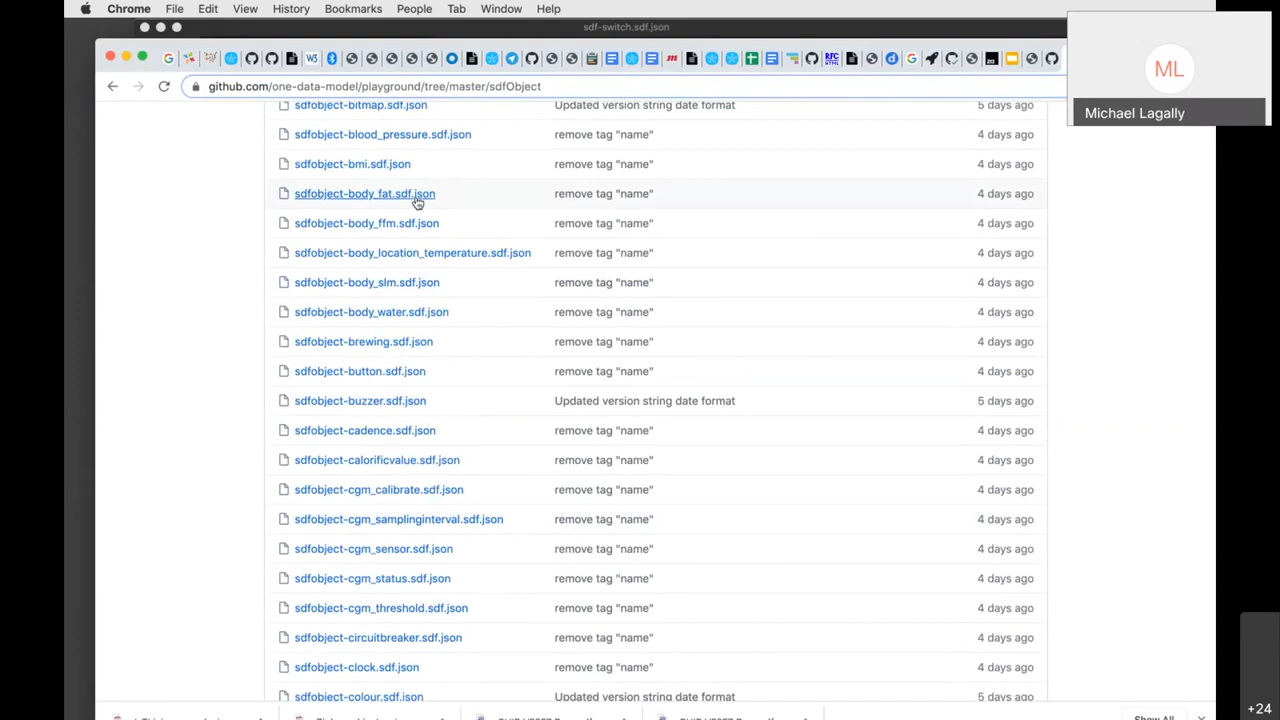 Chrome File Edit View History Bookmarks People Tab Window Help
sdf-switch.sdf.json
ML
Michael Lagally
github.com/one-data-model/playground/tree/master/sdfObject
sdfobject-bitmap.sdf.json Updated version string date format 5 days ago
sdfobject-blood_pressure.sdf.json remove tag "name" 4 days ago
sdfobject-bmi.sdf.json remove tag "name" 4 days ago
sdfobject-body_fat.sdf.json remove tag "name" 4 days ago
sdfobject-body_ffm.sdf.json remove tag "name" 4 days ago
sdfobject-body_location_temperature.sdf.json remove tag "name" 4 days ago
sdfobject-body_slm.sdf.json remove tag "name" 4 days ago
sdfobject-body_water.sdf.json remove tag "name" 4 days ago
sdfobject-brewing.sdf.json remove tag "name" 4 days ago
sdfobject-button.sdf.json remove tag "name" 4 days ago
sdfobject-buzzer.sdf.json Updated version string date format 5 days ago
sdfobject-cadence.sdf.json remove tag "name" 4 days ago
sdfobject-calorificvalue.sdf.json remove tag "name" 4 days ago
sdfobject-cgm_calibrate.sdf.json remove tag "name" 4 days ago
sdfobject-cgm_samplinginterval.sdf.json remove tag "name" 4 days ago
sdfobject-cgm_sensor.sdf.json remove tag "name" 4 days ago
sdfobject-cgm_status.sdf.json remove tag "name" 4 days ago
sdfobject-cgm_threshold.sdf.json remove tag "name" 4 days ago
sdfobject-circuitbreaker.sdf.json remove tag "name" 4 days ago
sdfobject-clock.sdf.json remove tag "name" 4 days ago
sdfobject-colour.sdf.json Updated version string date format 5 days ago
Show All
+24